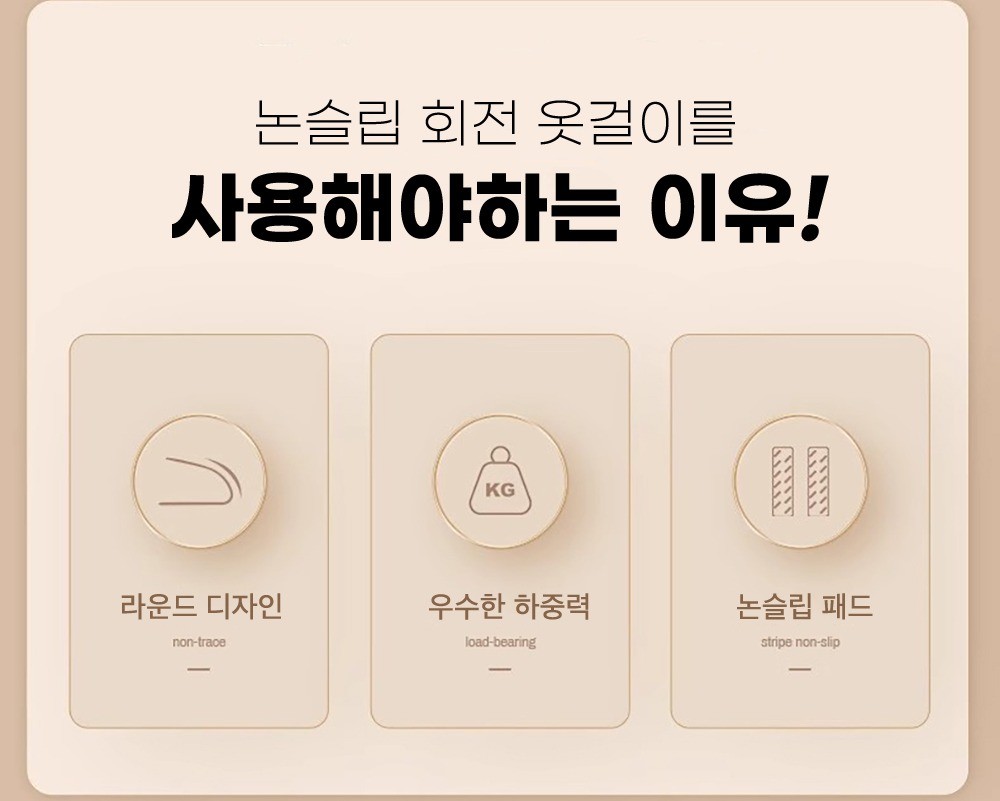 논슬립 회전 옷걸이를
사용해야하는 이유!
KG
라운드 디자인
non-trace
우수한 하중력
load-bearing
논슬립 패드
stripe non-slip